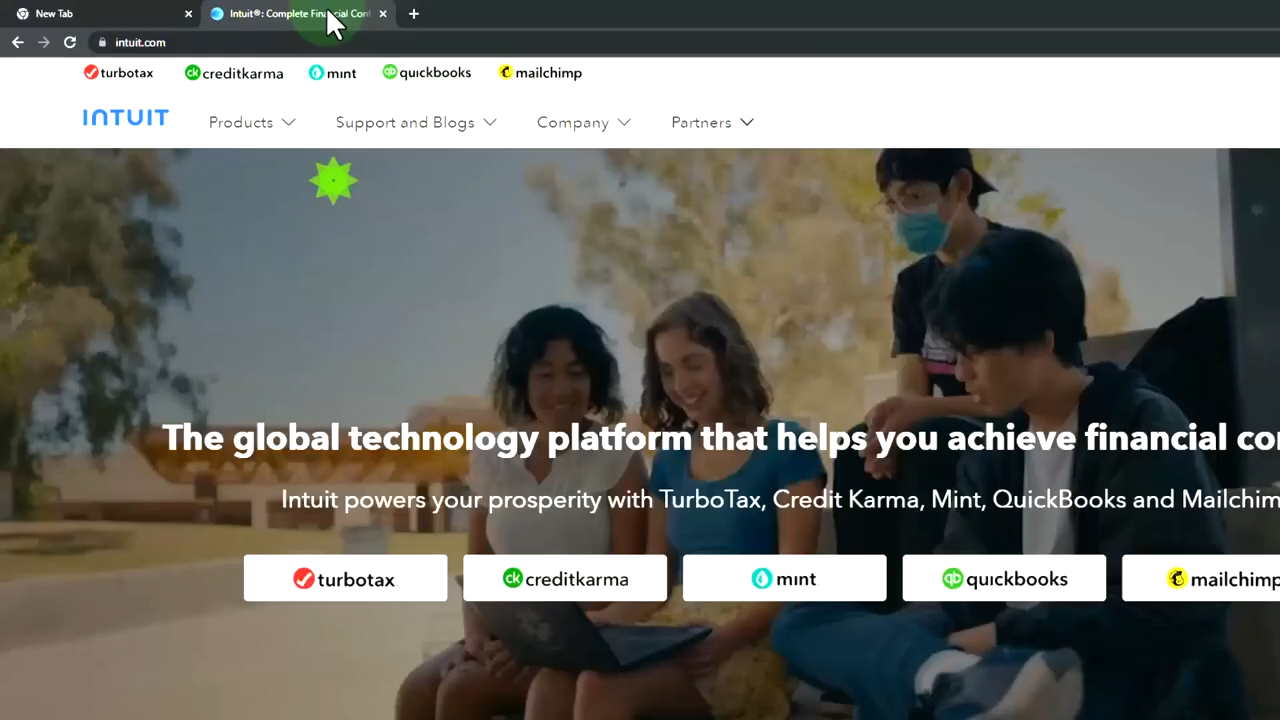 New Tab
Intuit®: Complete Financial Con
intuit.com
turbotax creditkarma mint quickbooks mailchimp
INTUIT Products Support and Blogs Company Partners
The global technology platform that helps you achieve financial co
Intuit powers your prosperity with TurboTax, Credit Karma, Mint, QuickBooks and Mailchim
turbotax creditkarma mint quickbooks mailchimp